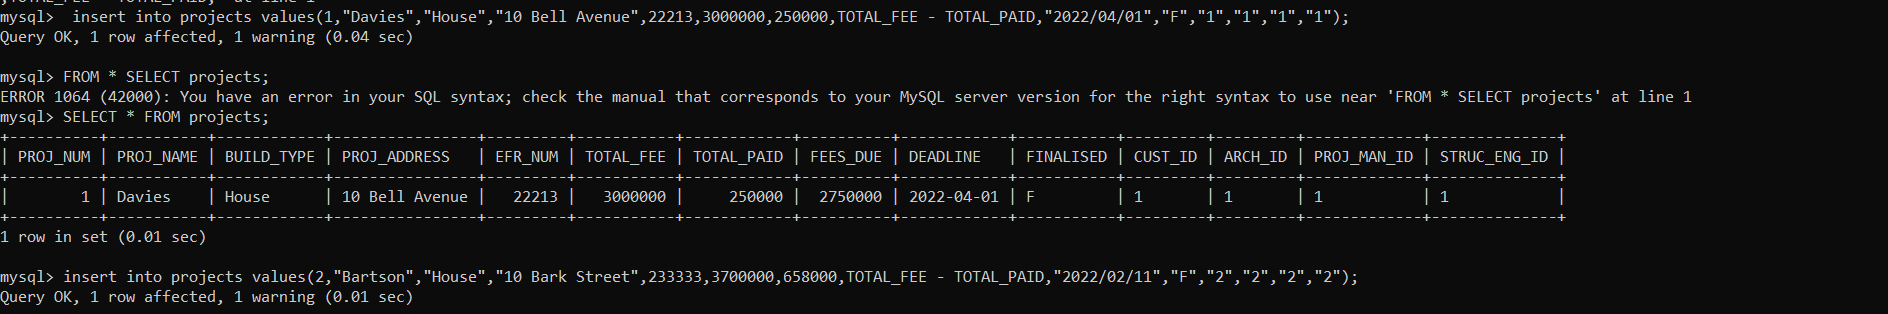 mysql>  insert into projects values(1,"Davies","House","10 Bell Avenue",22213,3000000,250000,TOTAL_FEE - TOTAL_PAID,"2022/04/01","F","1","1","1","1");
Query OK, 1 row affected, 1 warning (0.04 sec)

mysql> FROM * SELECT projects;
ERROR 1064 (42000): You have an error in your SQL syntax; check the manual that corresponds to your MySQL server version for the right syntax to use near 'FROM * SELECT projects' at line 1
mysql> SELECT * FROM projects;
+----------+-----------+------------+----------------+---------+-----------+------------+----------+------------+-----------+---------+---------+-------------+--------------+
| PROJ_NUM | PROJ_NAME | BUILD_TYPE | PROJ_ADDRESS   | EFR_NUM | TOTAL_FEE | TOTAL_PAID | FEES_DUE | DEADLINE   | FINALISED | CUST_ID | ARCH_ID | PROJ_MAN_ID | STRUC_ENG_ID |
+----------+-----------+------------+----------------+---------+-----------+------------+----------+------------+-----------+---------+---------+-------------+--------------+
|        1 | Davies    | House      | 10 Bell Avenue |   22213 |   3000000 |     250000 |  2750000 | 2022-04-01 | F         | 1       | 1       | 1           | 1            |
+----------+-----------+------------+----------------+---------+-----------+------------+----------+------------+-----------+---------+---------+-------------+--------------+
1 row in set (0.01 sec)

mysql> insert into projects values(2,"Bartson","House","10 Bark Street",233333,3700000,658000,TOTAL_FEE - TOTAL_PAID,"2022/02/11","F","2","2","2","2");
Query OK, 1 row affected, 1 warning (0.01 sec)